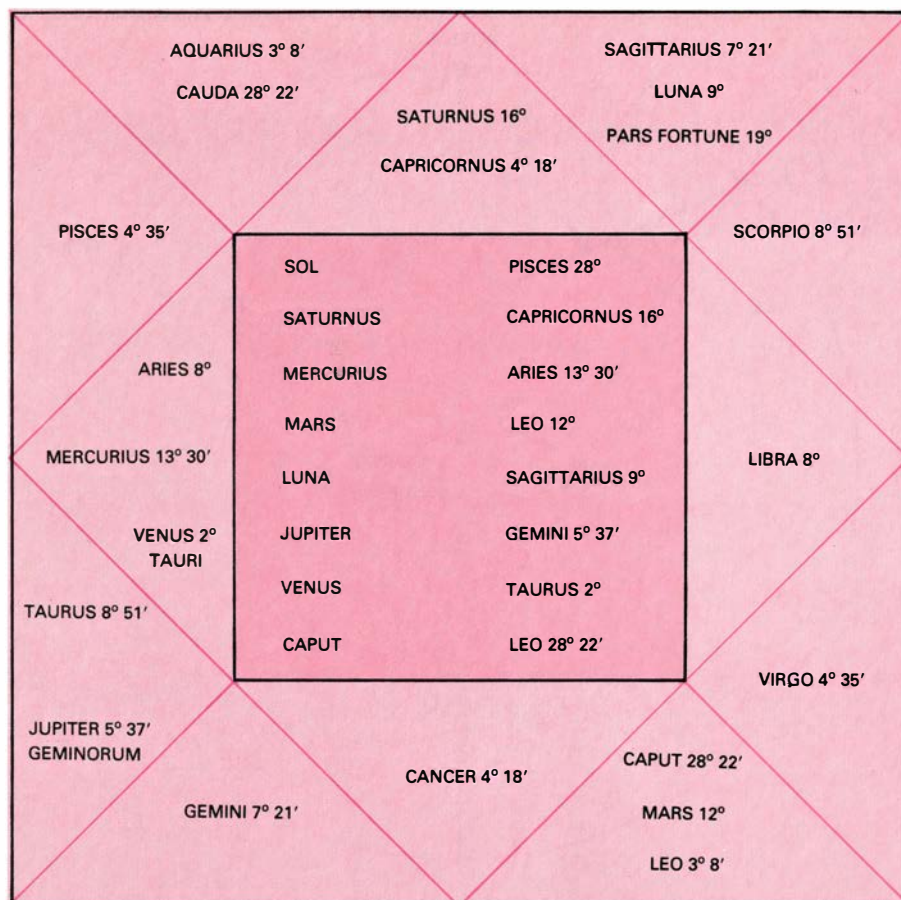 AQUARIUS 3° 8′
CAUDA 28° 22′
SATURNUS 16°
CAPRICORNUS 4° 18′
SAGITTARIUS 7° 21′
LUNA 9°
PARS FORTUNE 19°
PISCES 4° 35′
SCORPIO 8° 51′
SOL PISCES 28°
SATURNUS CAPRICORNUS 16°
MERCURIUS ARIES 13° 30′
MARS LEO 12°
LUNA SAGITTARIUS 9°
JUPITER GEMINI 5° 37′
VENUS TAURUS 2°
CAPUT LEO 28° 22′
ARIES 8°
MERCURIUS 13° 30′
VENUS 2°
TAURI
LIBRA 8°
TAURUS 8° 51′
JUPITER 5° 37′
GEMINORUM
GEMINI 7° 21′
CANCER 4° 18′
VIRGO 4° 35′
CAPUT 28° 22′
MARS 12°
LEO 3° 8′